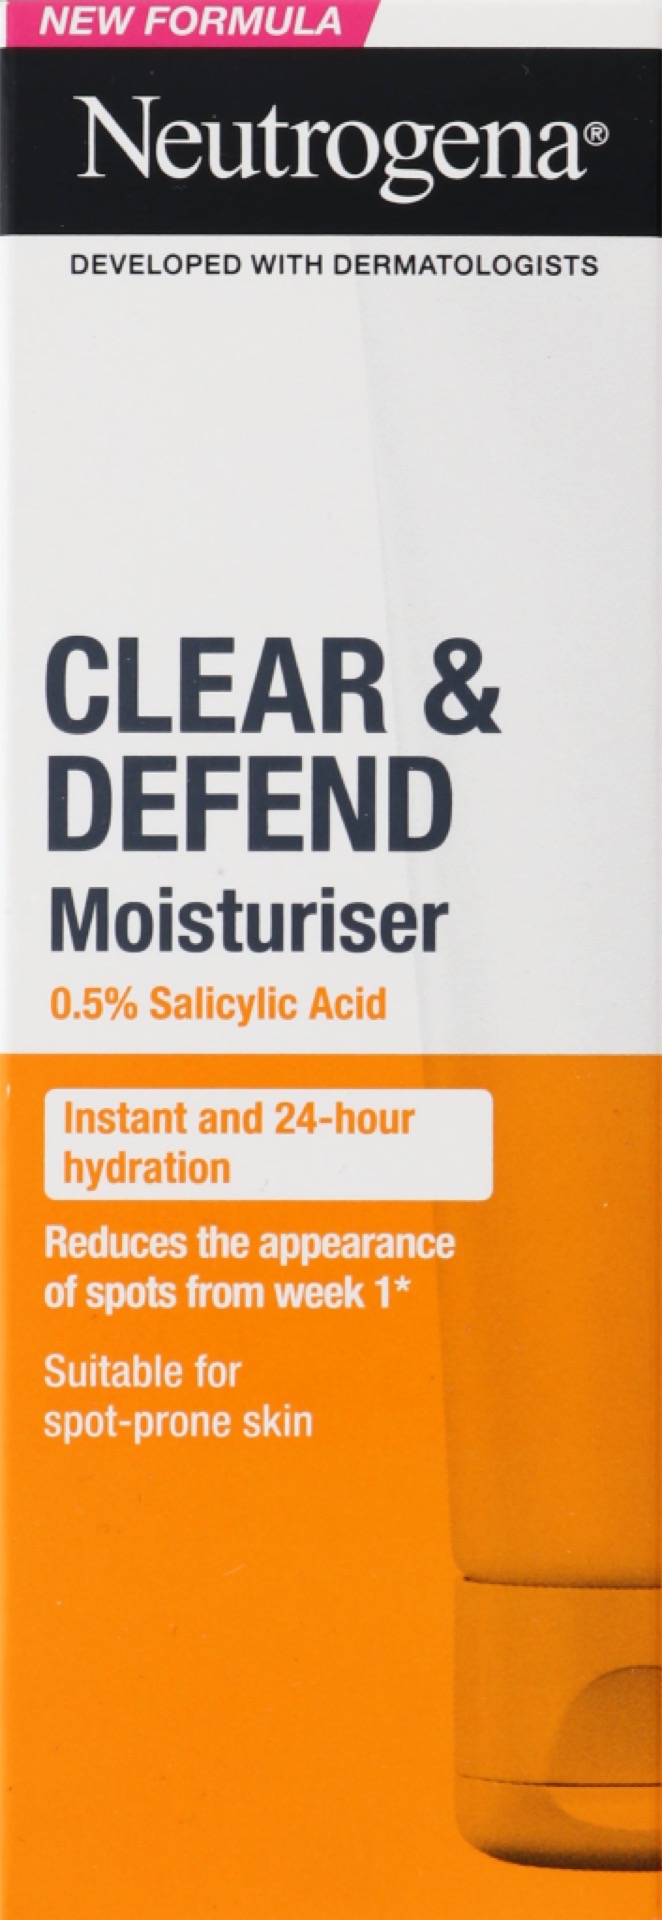 NEW FORMULA
Neutrogena®
DEVELOPED WITH DERMATOLOGISTS
CLEAR &
DEFEND
Moisturiser
0.5% Salicylic Acid
Instant and 24-hour
hydration
Reduces the appearance
of spots from week 1*
Suitable for
spot-prone skin